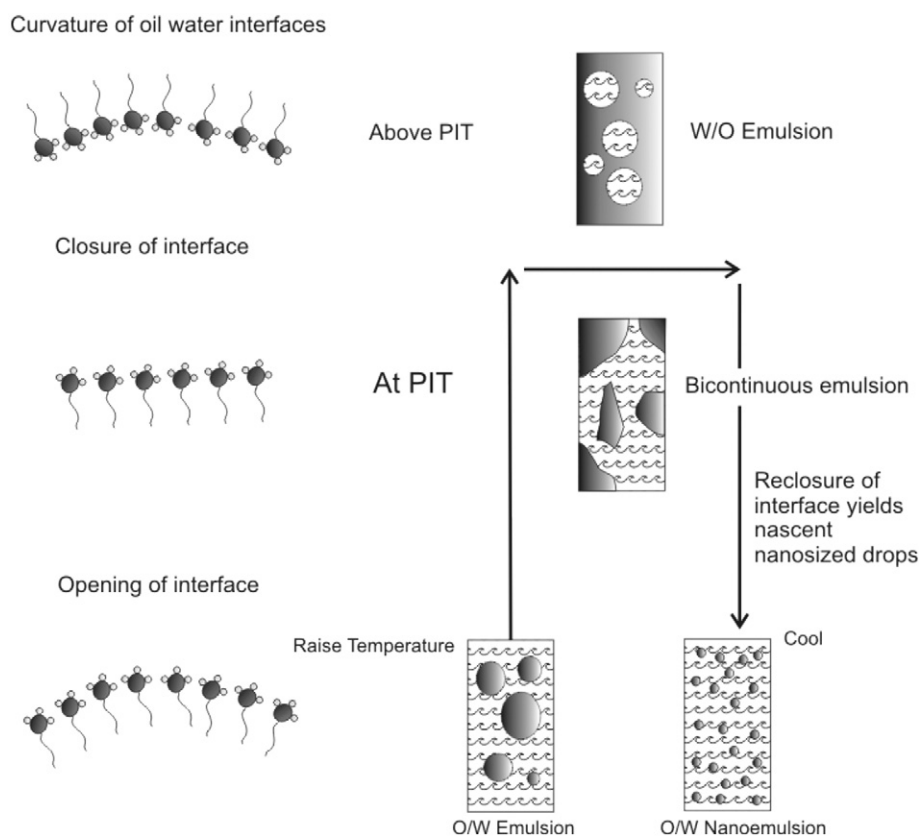 Curvature of oil water interfaces
Above PIT
W/O Emulsion
Closure of interface
At PIT
Bicontinuous emulsion
Reclosure of
interface yields
nascent
nanosized drops
Opening of interface
Raise Temperature
Cool
O/W Emulsion
O/W Nanoemulsion